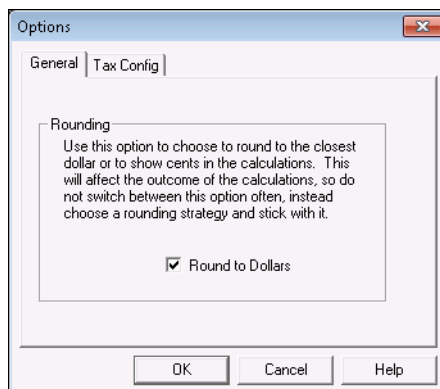 Options
General
Tax Config
Rounding
Use this option to choose to round to the closest
dollar or to show cents in the calculations. This
will affect the outcome of the calculations, so do
not switch between this option often, instead
choose a rounding strategy and stick with it.
Round to Dollars
OK
Cancel
Help